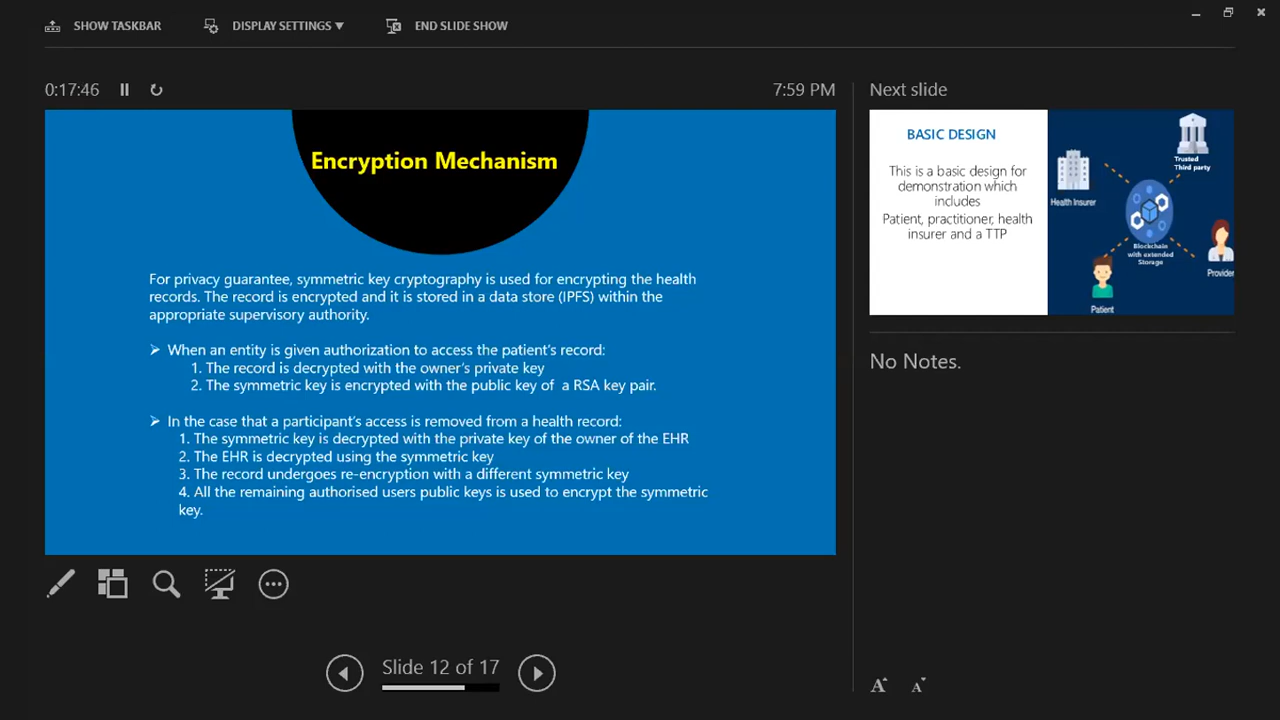 SHOW TASKBAR
DISPLAY SETTINGS ▼
END SLIDE SHOW
0:17:46
7:59 PM
Encryption Mechanism
For privacy guarantee, symmetric key cryptography is used for encrypting the health
records. The record is encrypted and it is stored in a data store (IPFS) within the
appropriate supervisory authority.
➢ When an entity is given authorization to access the patient's record:
1. The record is decrypted with the owner's private key
2. The symmetric key is encrypted with the public key of a RSA key pair.
➢ In the case that a participant's access is removed from a health record:
1. The symmetric key is decrypted with the private key of the owner of the EHR
2. The EHR is decrypted using the symmetric key
3. The record undergoes re-encryption with a different symmetric key
4. All the remaining authorised users public keys is used to encrypt the symmetric
key.
Slide 12 of 17
Next slide
BASIC DESIGN
This is a basic design for
demonstration which
includes
Patient, practitioner, health
insurer and a TTP
Trusted
Third party
Health Insurer
Blockchain
with extended
Storage
Provider
Patient
No Notes.
A A